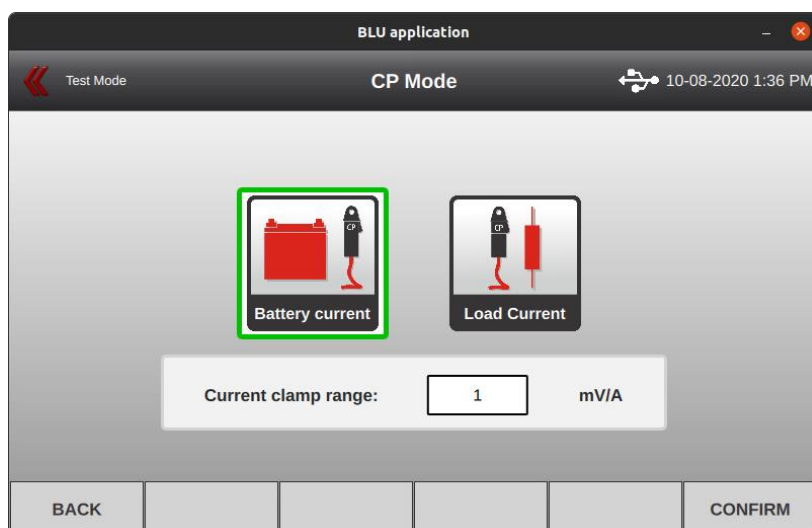 BLU application
Test Mode
CP Mode
10-08-2020 1:36 PM
CP
CP
Battery current
Load Current
Current clamp range:
1
mV/A
BACK
CONFIRM